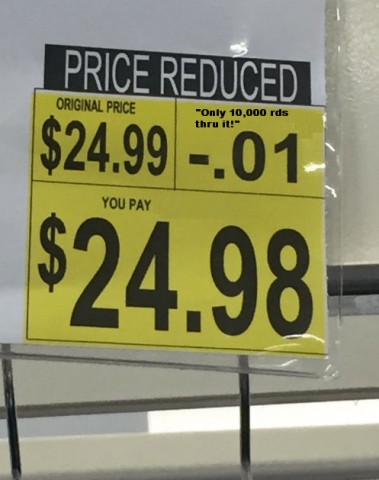 PRICE REDUCED
ORIGINAL PRICE
$24.99
"Only 10,000 rds
thru it!"
-.01
YOU PAY
$24.98